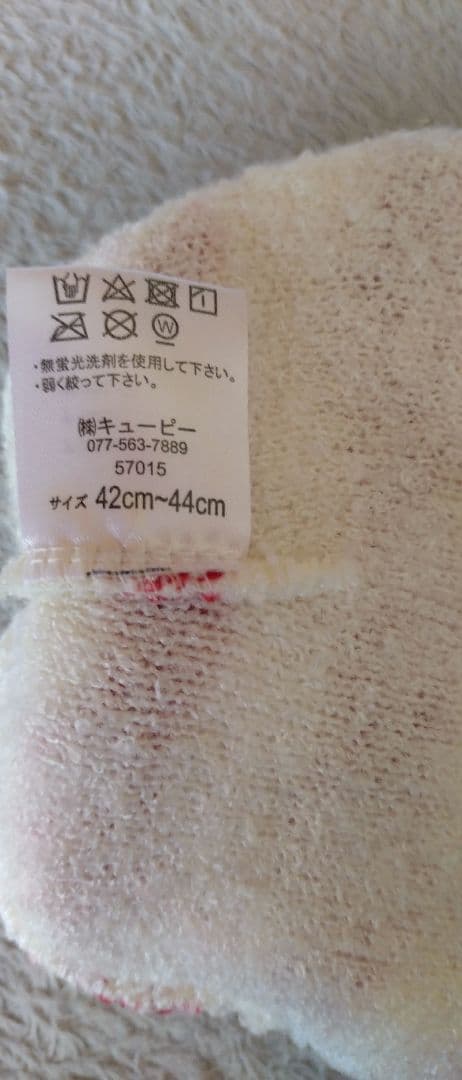 ・無蛍光洗剤を使用して下さい。
・弱く絞って下さい。
㈱キューピー
077-563-7889
57015
サイズ 42cm~44cm